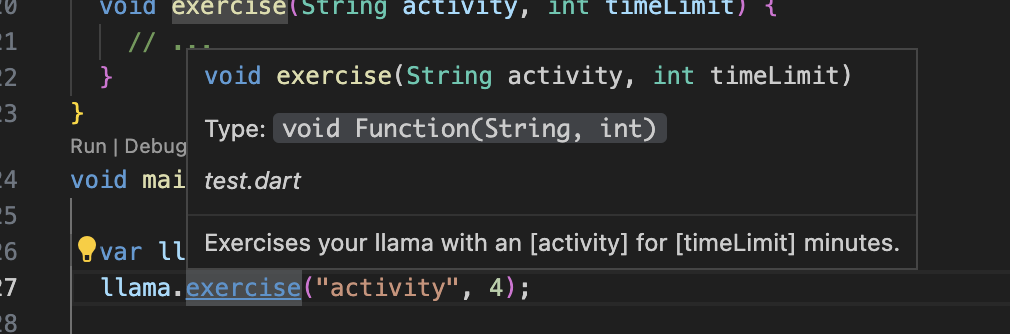 20 void exercise(String activity, int timeLimit) {
21 // ...
22 }
23 }
Run | Debug
24 void mai
25
26 var ll
27 llama.exercise("activity", 4);
28
void exercise(String activity, int timeLimit)
Type: void Function(String, int)
test.dart
Exercises your llama with an [activity] for [timeLimit] minutes.